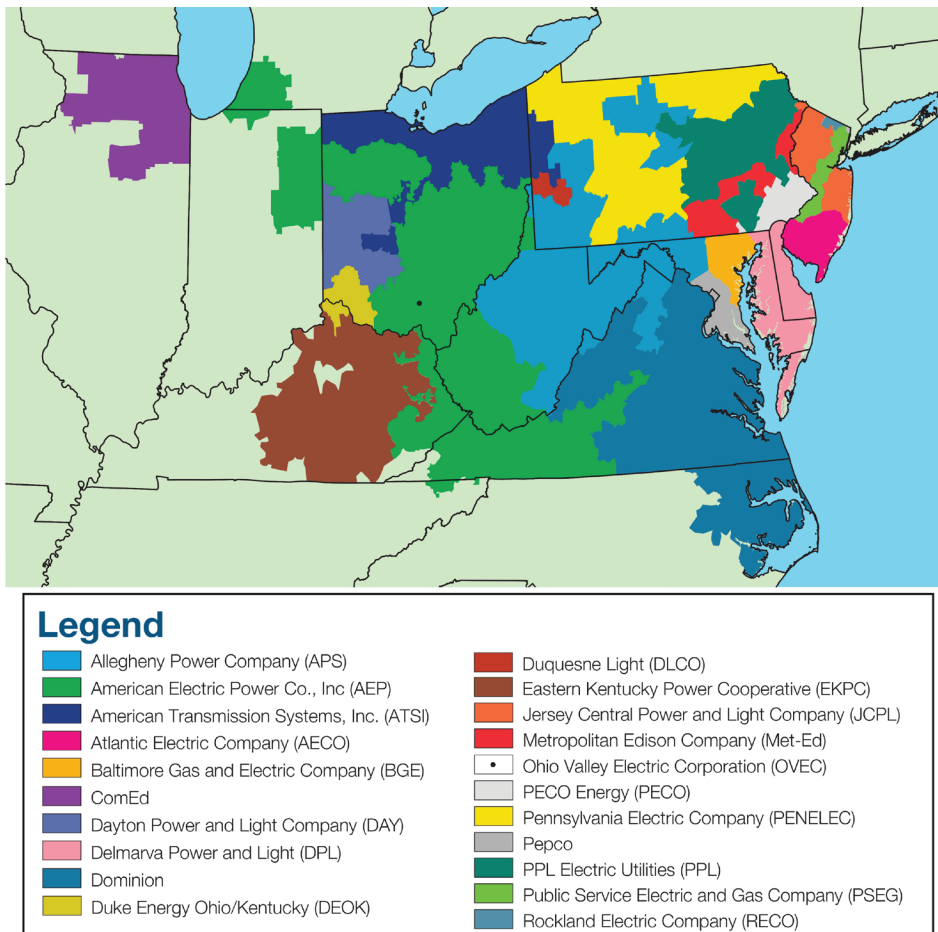 Legend
Allegheny Power Company (APS)
American Electric Power Co., Inc (AEP)
American Transmission Systems, Inc. (ATSI)
Atlantic Electric Company (AECO)
Baltimore Gas and Electric Company (BGE)
ComEd
Dayton Power and Light Company (DAY)
Delmarva Power and Light (DPL)
Dominion
Duke Energy Ohio/Kentucky (DEOK)
Duquesne Light (DLCO)
Eastern Kentucky Power Cooperative (EKPC)
Jersey Central Power and Light Company (JCPL)
Metropolitan Edison Company (Met-Ed)
Ohio Valley Electric Corporation (OVEC)
PECO Energy (PECO)
Pennsylvania Electric Company (PENELEC)
Pepco
PPL Electric Utilities (PPL)
Public Service Electric and Gas Company (PSEG)
Rockland Electric Company (RECO)